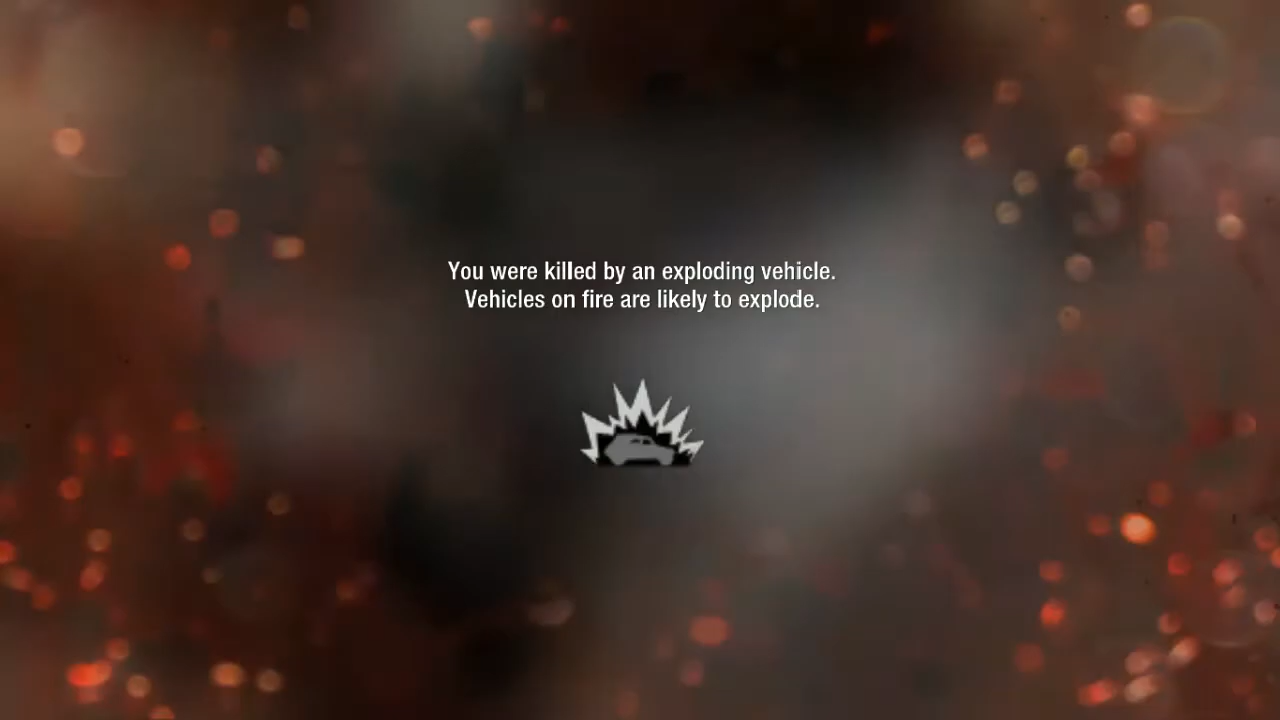 You were killed by an exploding vehicle.
Vehicles on fire are likely to explode.